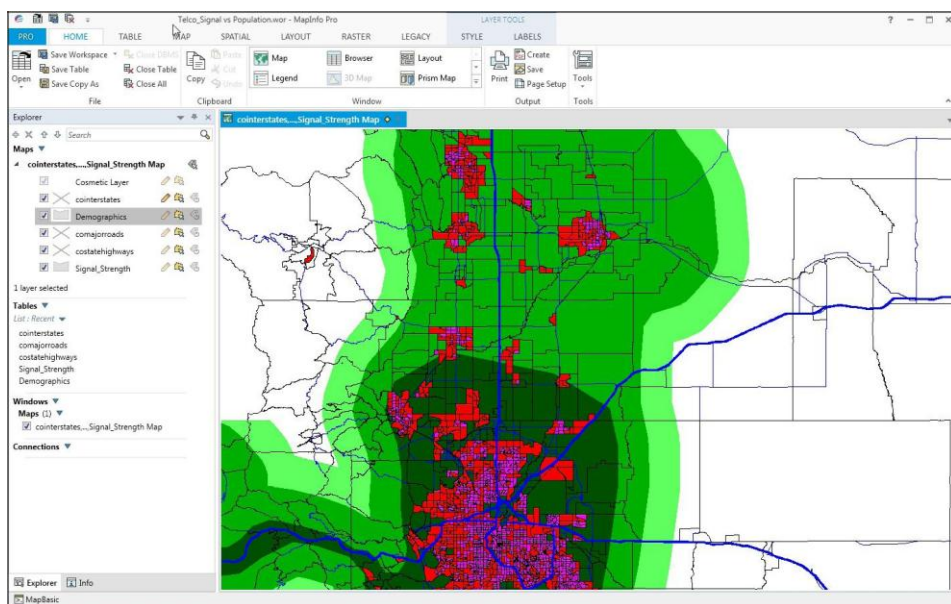 Telco_Signal vs Population.wor - MapInfo Pro
LAYER TOOLS
PRO HOME TABLE MAP SPATIAL LAYOUT RASTER LEGACY STYLE LABELS
Open
Save Workspace
Save Table
Save Copy As
Close DBMS
Close Table
Close All
File
Copy
Paste
Cut
Undo
Clipboard
Map
Browser
Layout
Legend
3D Map
Prism Map
Window
Print
Create
Save
Page Setup
Output
Tools
Tools
Explorer
Search
Maps
cointerstates,...,Signal_Strength Map
Cosmetic Layer
cointerstates
Demographics
comajorroads
costatehighways
Signal_Strength
1 layer selected
Tables
List : Recent
cointerstates
comajorroads
costatehighways
Signal_Strength
Demographics
Windows
Maps (1)
cointerstates,...,Signal_Strength Map
Connections
Explorer Info
MapBasic
cointerstates,...,Signal_Strength Map